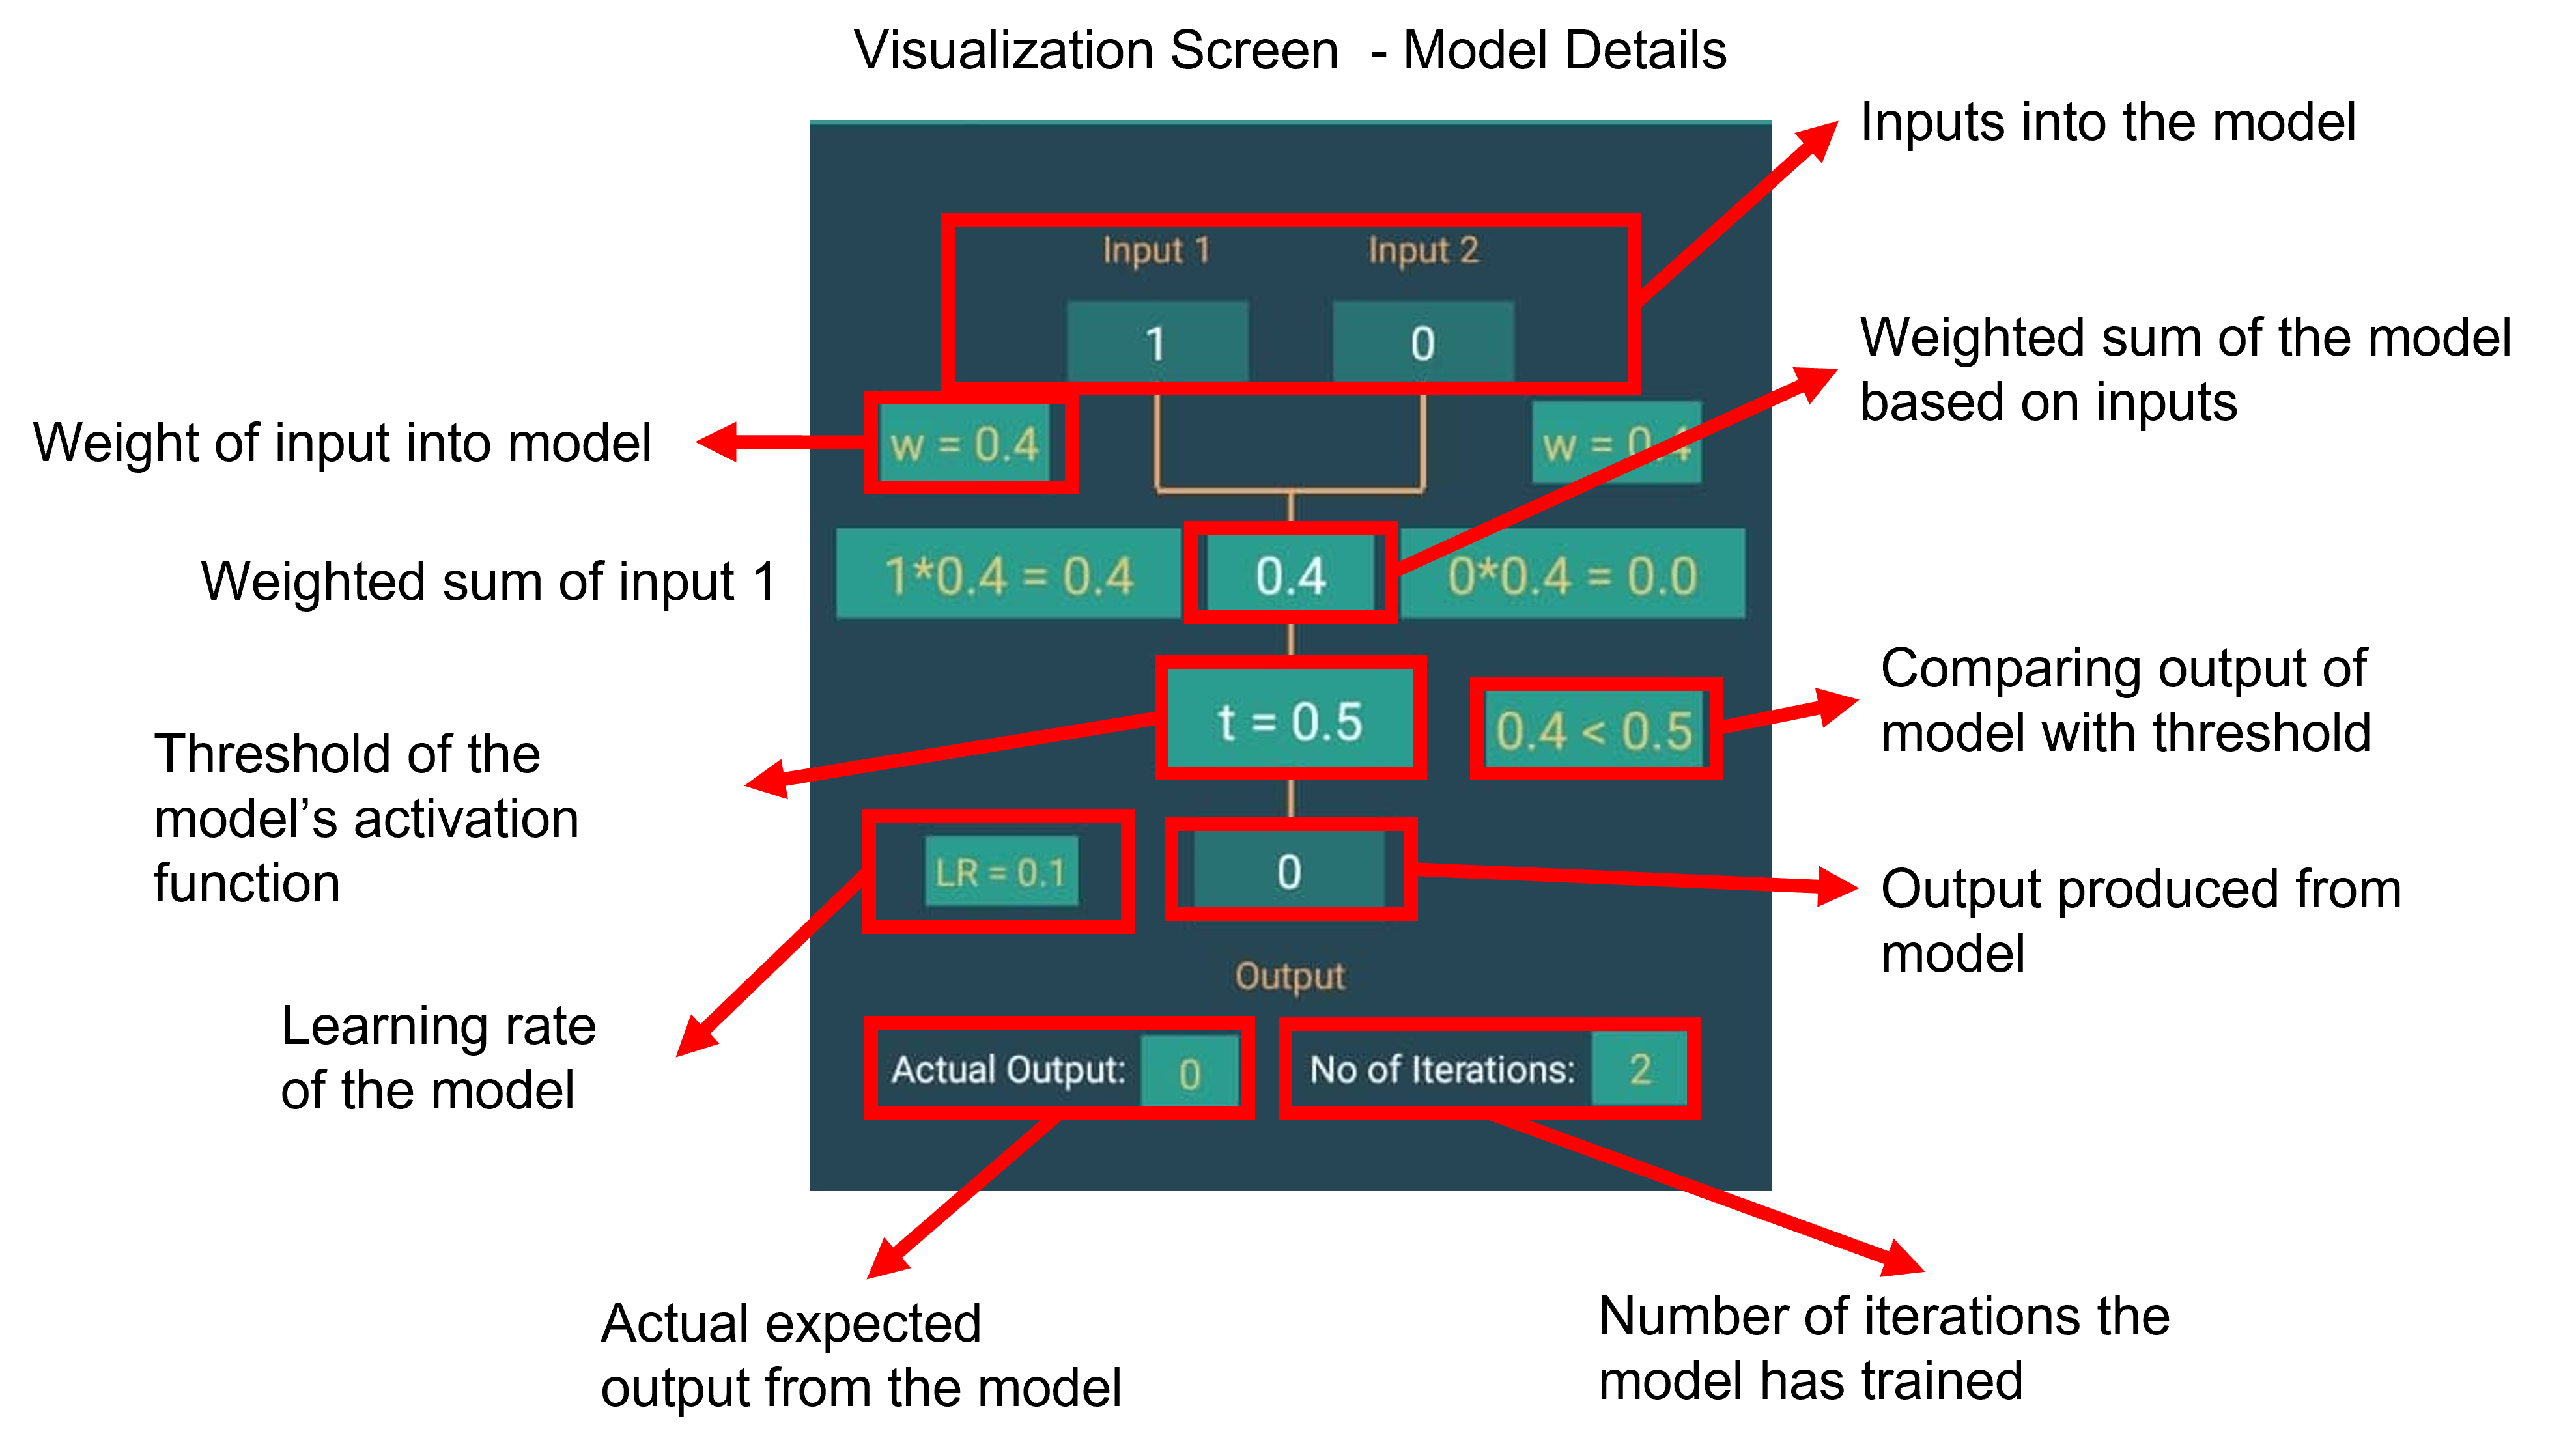 Visualization Screen - Model Details
Inputs into the model
Input 1
Input 2
1
0
Weighted sum of the model
based on inputs
Weight of input into model
w = 0.4
w = 0.4
Weighted sum of input 1
1*0.4 = 0.4
0.4
0*0.4 = 0.0
Comparing output of
model with threshold
t = 0.5
0.4 < 0.5
Threshold of the
model’s activation
function
LR = 0.1
0
Output produced from
model
Output
Learning rate
of the model
Actual Output: 0
No of Iterations: 2
Actual expected
output from the model
Number of iterations the
model has trained